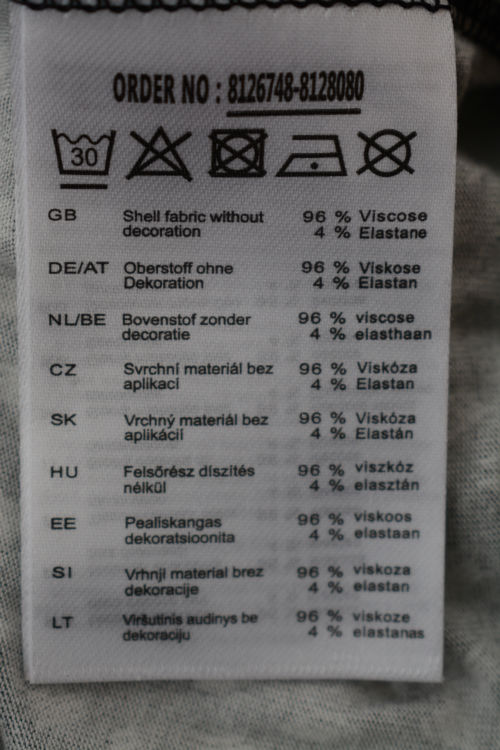 ORDER NO : 8126748-8128080
30
GB Shell fabric without 96 % Viscose
decoration 4 % Elastane
DE/AT Oberstoff ohne 96 % Viskose
Dekoration 4 % Elastan
NL/BE Bovenstof zonder 96 % viscose
decoratie 4 % elasthaan
CZ Svrchní materiál bez 96 % Viskóza
aplikací 4 % Elastan
SK Vrchný materiál bez 96 % Viskóza
aplikácií 4 % Elastán
HU Felsőrész díszítés 96 % viszkóz
nélkül 4 % elasztán
EE Pealiskangas 96 % viskoos
dekoratsioonita 4 % elastaan
SI Vrhnji material brez 96 % viskoza
dekoracije 4 % elastan
LT Viršutinis audinys be 96 % viskoze
dekoraciju 4 % elastanas